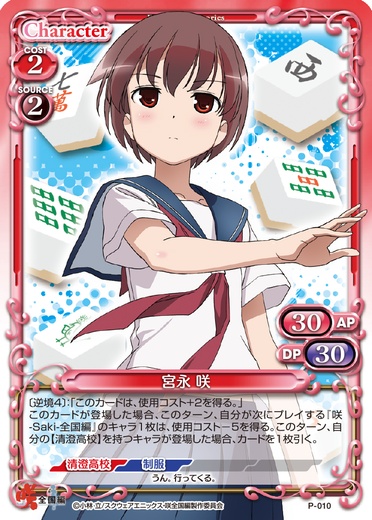 Character
COST
2
SOURCE
2
七
萬
西
30 AP
DP 30
宮永 咲
〔逆境4〕:「このカードは、使用コスト+2を得る。」
このカードが登場した場合、このターン、自分が次にプレイする「咲
-Saki-全国編」のキャラ1枚は、使用コスト-5を得る。このターン、自
分の【清澄高校】を持つキャラが登場した場合、カードを1枚引く。
清澄高校 制服
うん、行ってくる。
咲 全国編
©小林 立/スクウェアエニックス・咲全国編製作委員会
P-010